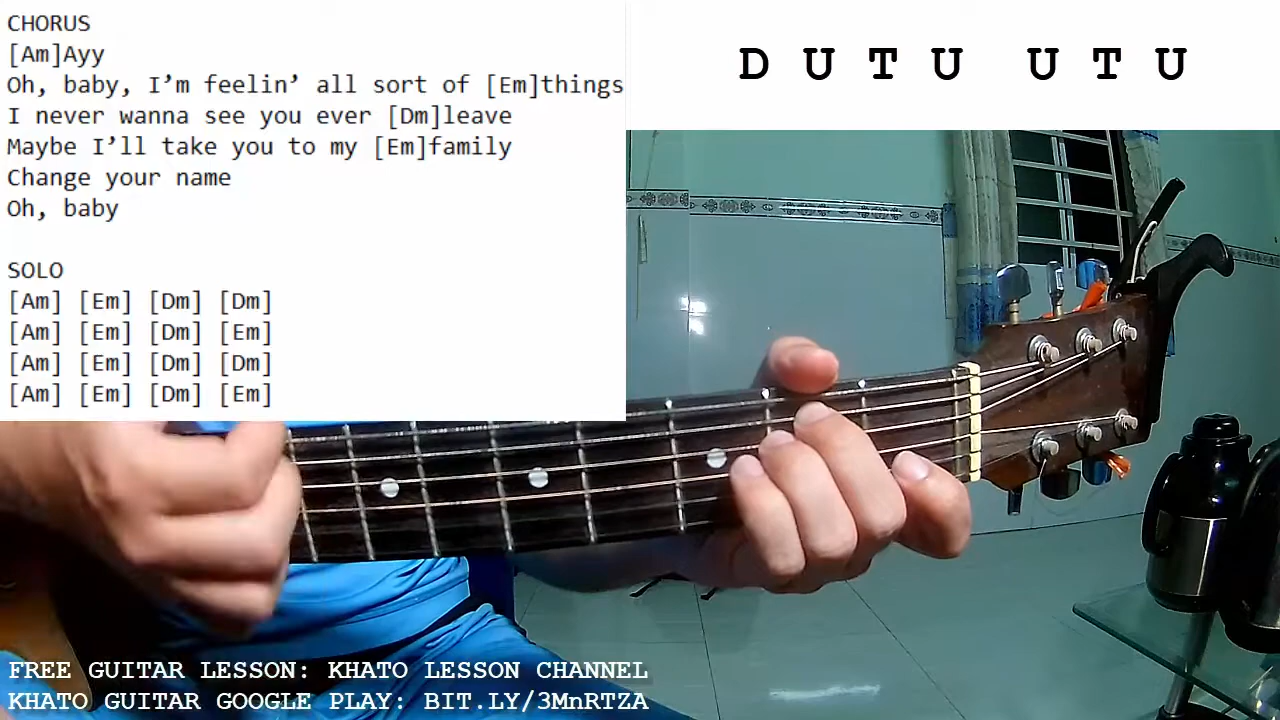 CHORUS
[Am]Ayy
Oh, baby, I’m feelin’ all sort of [Em]things
I never wanna see you ever [Dm]leave
Maybe I’ll take you to my [Em]family
Change your name
Oh, baby
SOLO
[Am] [Em] [Dm] [Dm]
[Am] [Em] [Dm] [Em]
[Am] [Em] [Dm] [Dm]
[Am] [Em] [Dm] [Em]
D U T U U T U
FREE GUITAR LESSON: KHATO LESSON CHANNEL
KHATO GUITAR GOOGLE PLAY: BIT.LY/3MnRTZA